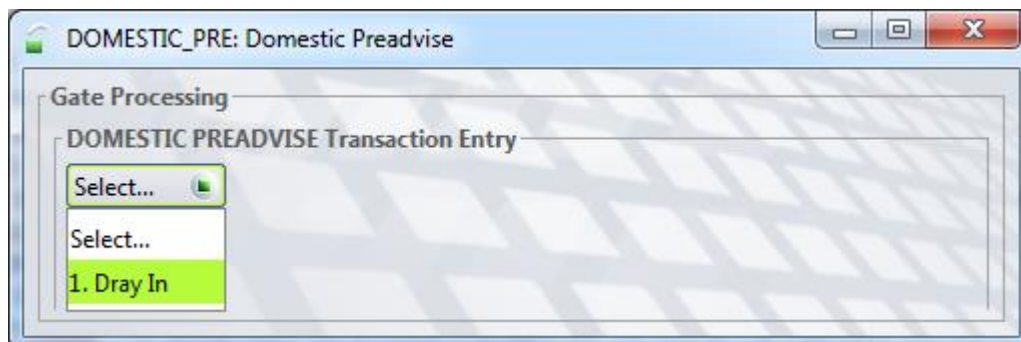 DOMESTIC_PRE: Domestic Preadvise
Gate Processing
DOMESTIC PREADVISE Transaction Entry
Select...
Select...
1. Dray In